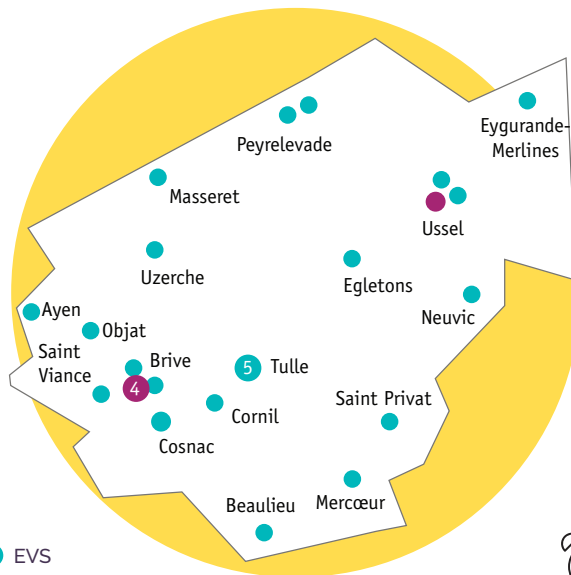 Peyrelevade
Eygurande-
Merlines
Masseret
Ussel
Uzerche
Egletons
Neuvic
Ayen
Objat
Saint
Viance
Brive
4
5
Tulle
Cornil
Saint Privat
Cosnac
Mercœur
Beaulieu
EVS